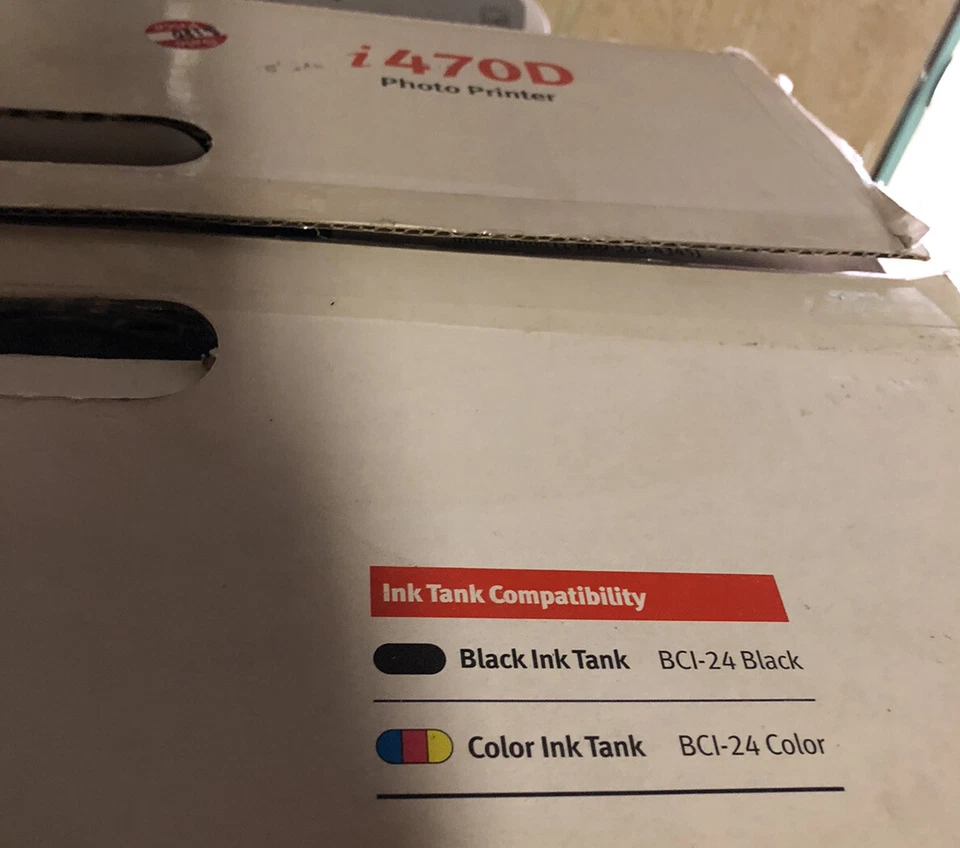 i470D
Photo Printer
Ink Tank Compatibility
Black Ink Tank BCI-24 Black
Color Ink Tank BCI-24 Color